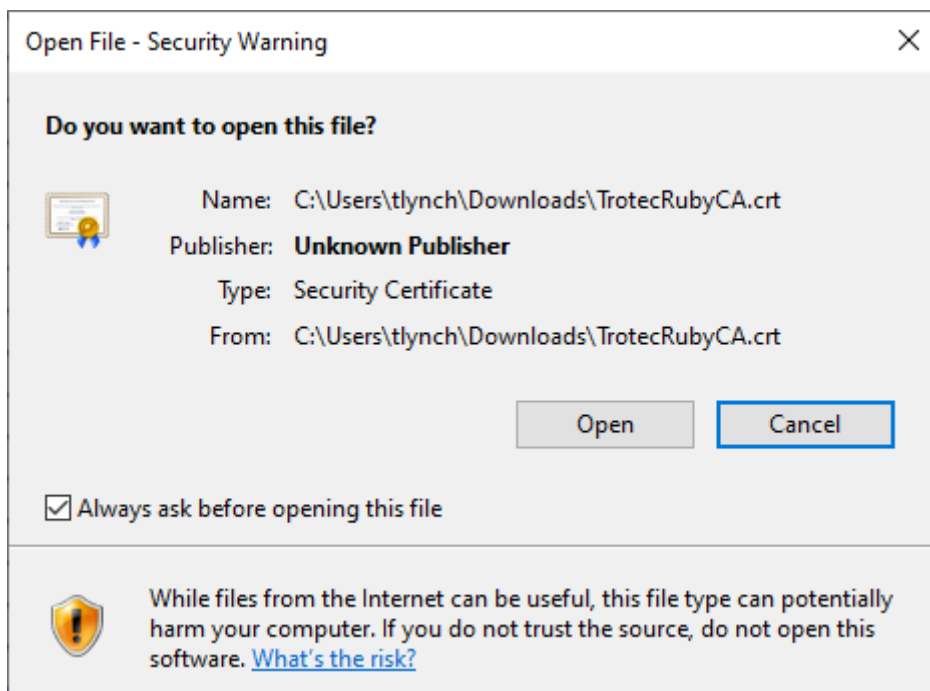 Open File - Security Warning
Do you want to open this file?
Name: C:\Users\tlynch\Downloads\TrotecRubyCA.crt
Publisher: Unknown Publisher
Type: Security Certificate
From: C:\Users\tlynch\Downloads\TrotecRubyCA.crt
Open Cancel
Always ask before opening this file
While files from the Internet can be useful, this file type can potentially
harm your computer. If you do not trust the source, do not open this
software. What's the risk?